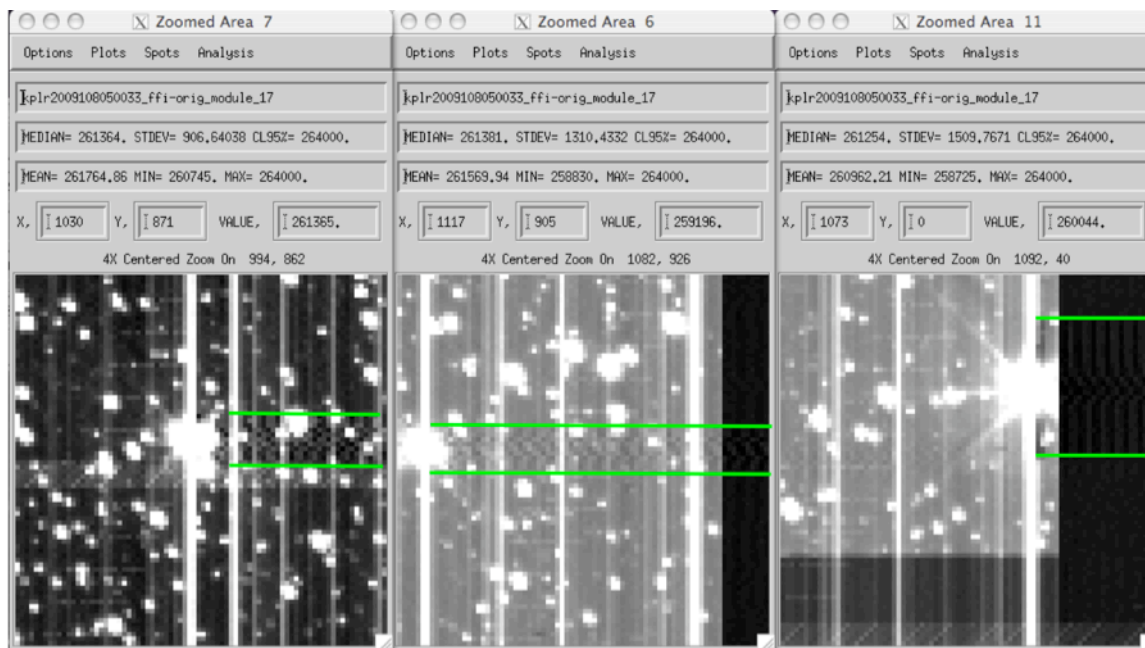 X Zoomed Area 7
Options Plots Spots Analysis
kplr2009108050033_ffi-orig_module_17
MEDIAN= 261364. STDEV= 906.64038 CL95%= 264000.
MEAN= 261764.86 MIN= 260745. MAX= 264000.
X, 1030 Y, 871 VALUE, 261365.
4X Centered Zoom On 994, 862
X Zoomed Area 6
Options Plots Spots Analysis
kplr2009108050033_ffi-orig_module_17
MEDIAN= 261381. STDEV= 1310.4332 CL95%= 264000.
MEAN= 261569.94 MIN= 258830. MAX= 264000.
X, 1117 Y, 905 VALUE, 259196.
4X Centered Zoom On 1082, 926
X Zoomed Area 11
Options Plots Spots Analysis
kplr2009108050033_ffi-orig_module_17
MEDIAN= 261254. STDEV= 1509.7671 CL95%= 264000.
MEAN= 260962.21 MIN= 258725. MAX= 264000.
X, 1073 Y, 0 VALUE, 260044.
4X Centered Zoom On 1092, 40